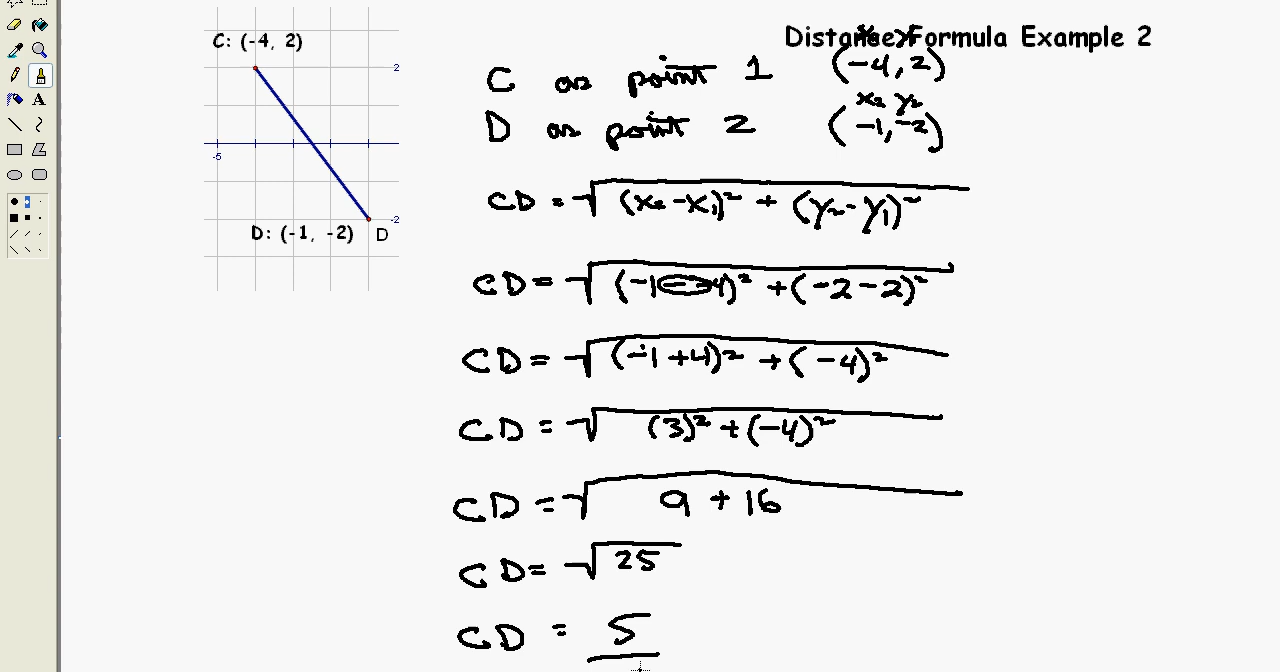 Distance Formula Example 2
C: (-4, 2)
2
-5
-2
D: (-1, -2) D
A
C as point 1 (-4, 2)
x₂ y₂
D as point 2 (-1, -2)
CD = √(x₂ - x₁)² + (y₂ - y₁)²
CD = √(-1 - -4)² + (-2 - 2)²
CD = √(-1 + 4)² + (-4)²
CD = √(3)² + (-4)²
CD = √9 + 16
CD = √25
CD = 5